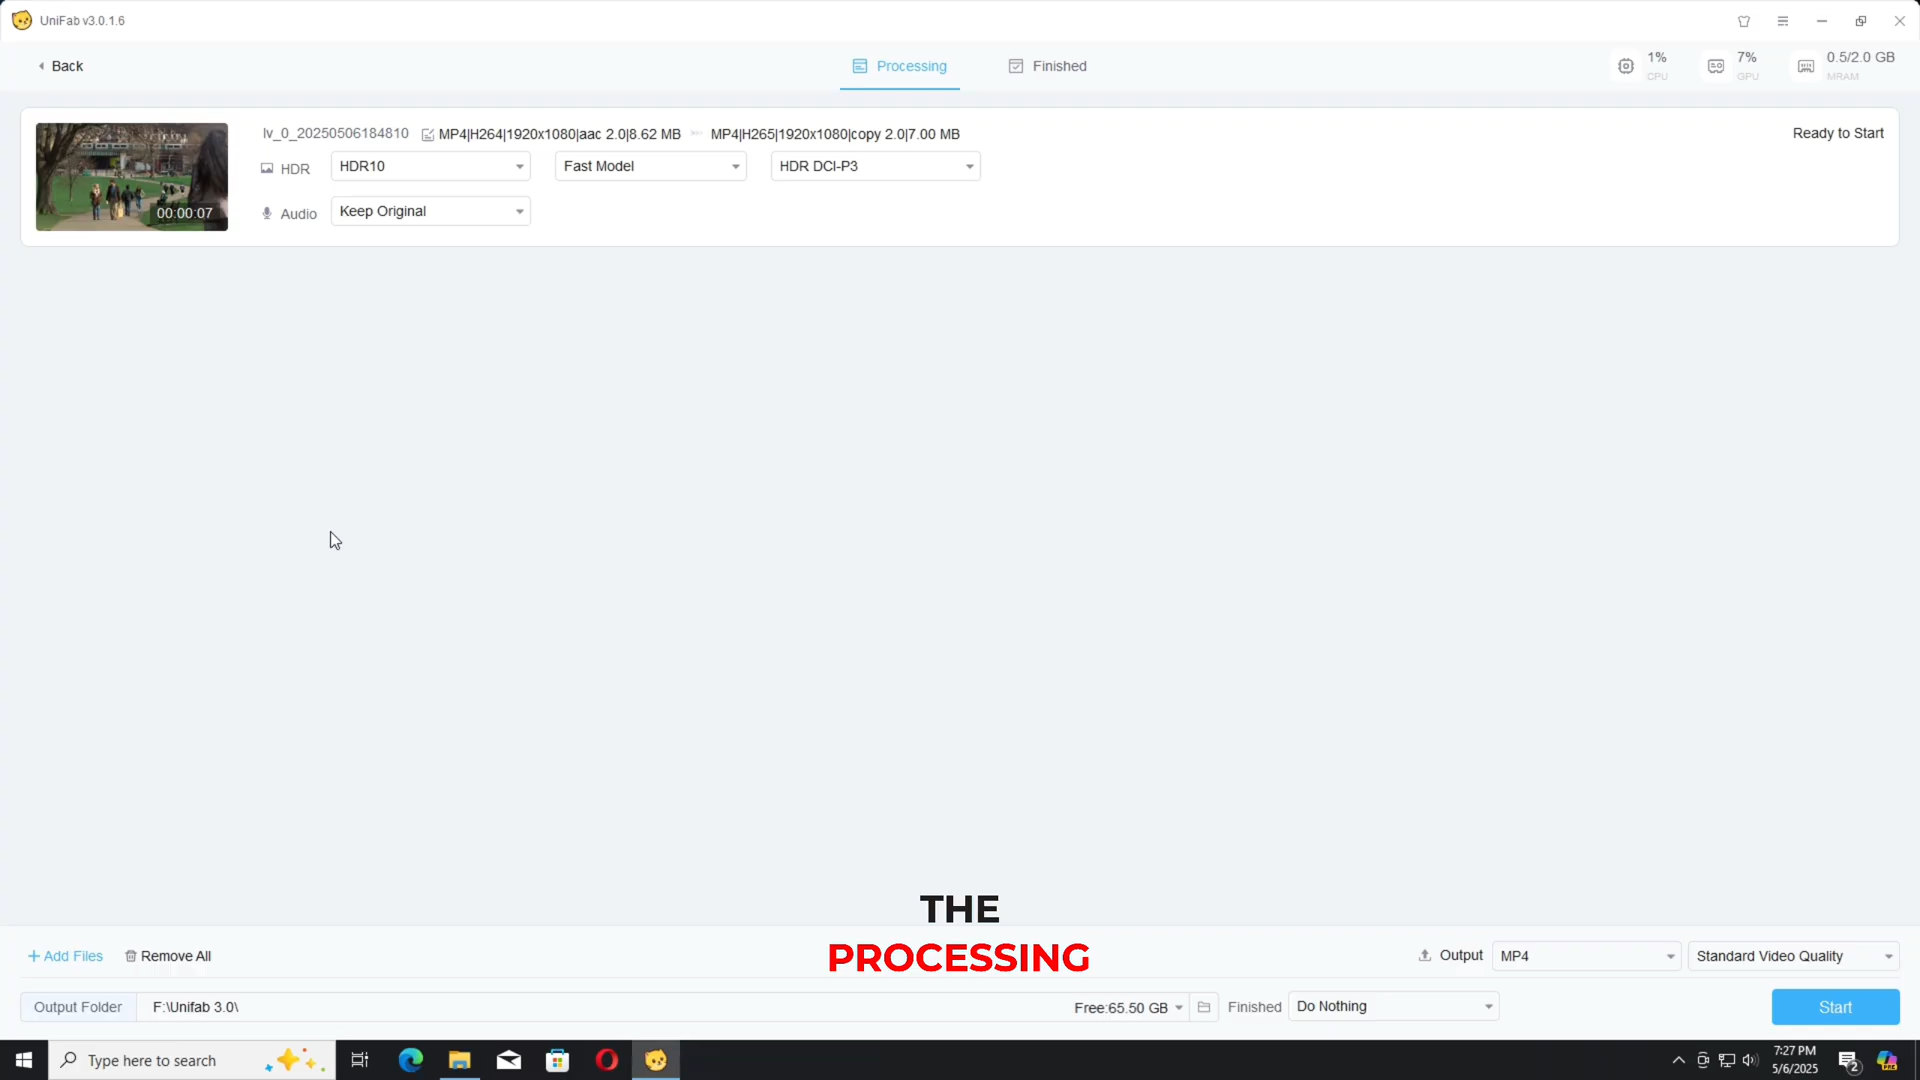 UniFab v3.0.1.6
Back
Processing
Finished
1%
CPU
7%
GPU
0.5/2.0 GB
MRAM
lv_0_20250506184810
MP4|H264|1920x1080|aac 2.0|8.62 MB
MP4|H265|1920x1080|copy 2.0|7.00 MB
Ready to Start
HDR
HDR10
Fast Model
HDR DCI-P3
00:00:07
Audio
Keep Original
THE
PROCESSING
+ Add Files
Remove All
Output
MP4
Standard Video Quality
Output Folder
F:\Unifab 3.0\
Free:65.50 GB
Finished
Do Nothing
Start
Type here to search
7:27 PM
5/6/2025
2
PRE